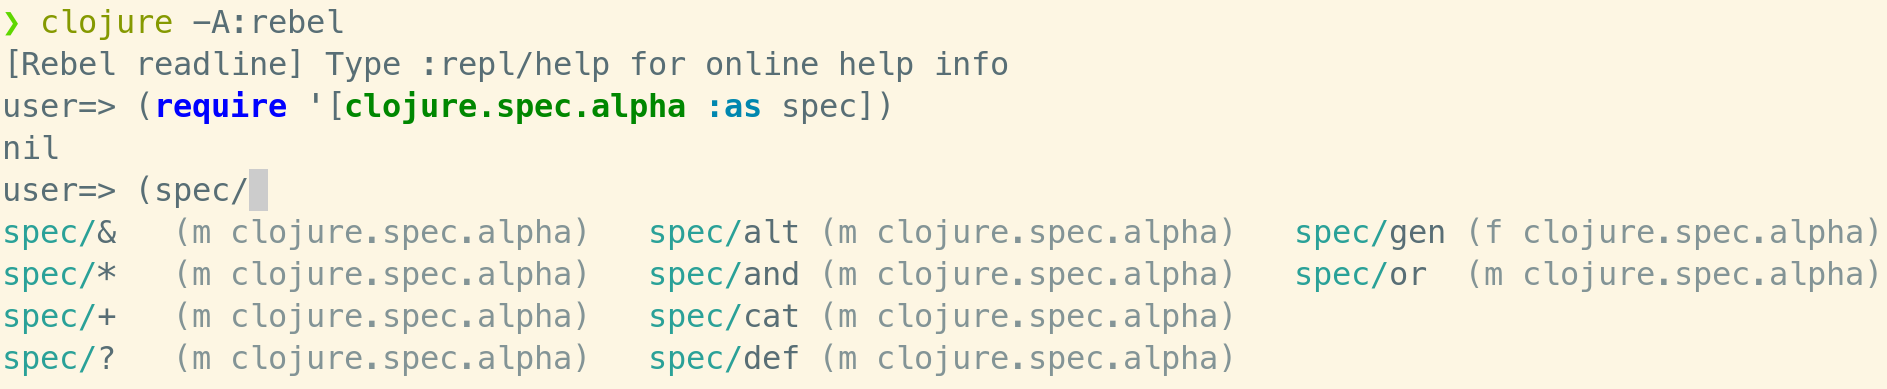 ❯ clojure -A:rebel
[Rebel readline] Type :repl/help for online help info
user=> (require '[clojure.spec.alpha :as spec])
nil
user=> (spec/
spec/&   (m clojure.spec.alpha)   spec/alt (m clojure.spec.alpha)   spec/gen (f clojure.spec.alpha)
spec/*   (m clojure.spec.alpha)   spec/and (m clojure.spec.alpha)   spec/or  (m clojure.spec.alpha)
spec/+   (m clojure.spec.alpha)   spec/cat (m clojure.spec.alpha)
spec/?   (m clojure.spec.alpha)   spec/def (m clojure.spec.alpha)